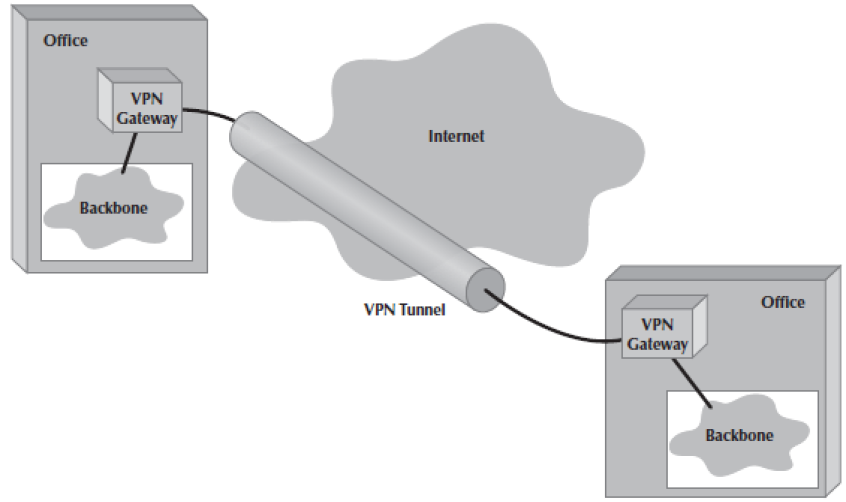 Office
VPN
Gateway
Backbone
Internet
VPN Tunnel
Office
VPN
Gateway
Backbone